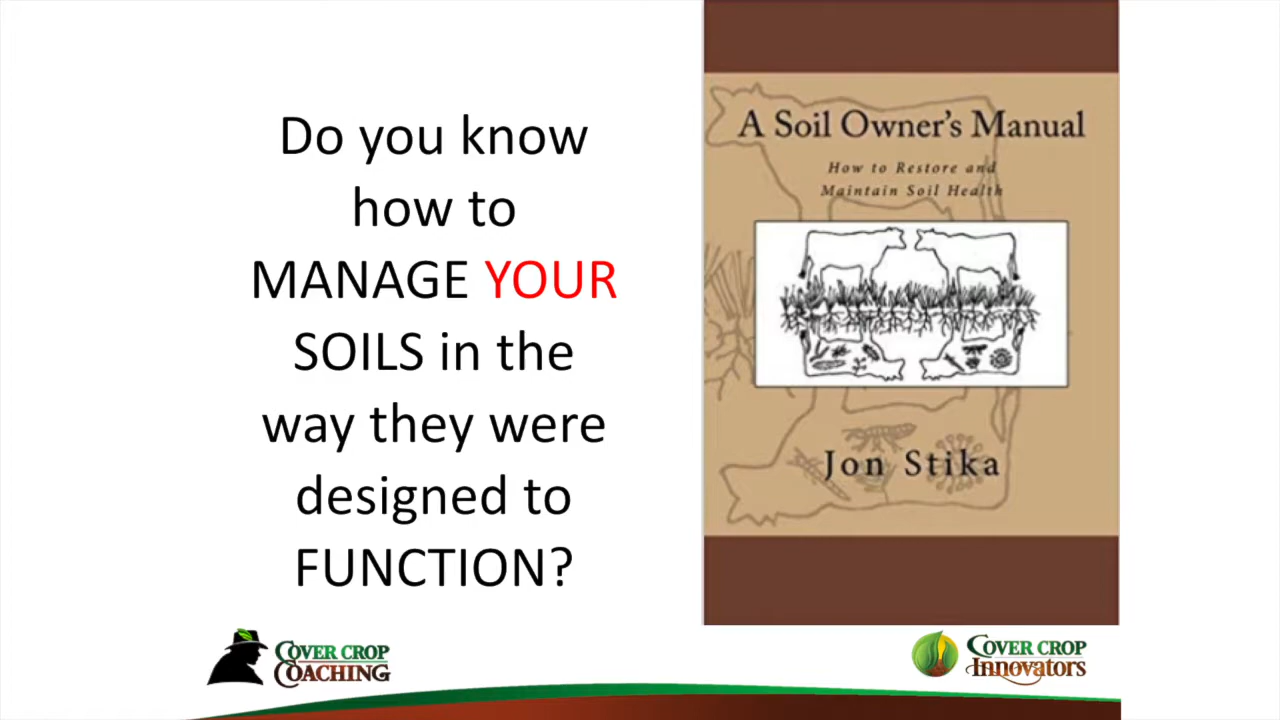 Do you know
how to
MANAGE YOUR
SOILS in the
way they were
designed to
FUNCTION?
A Soil Owner's Manual
How to Restore and
Maintain Soil Health
Jon Stika
COVER CROP
COACHING
COVER CROP
INNOVATORS